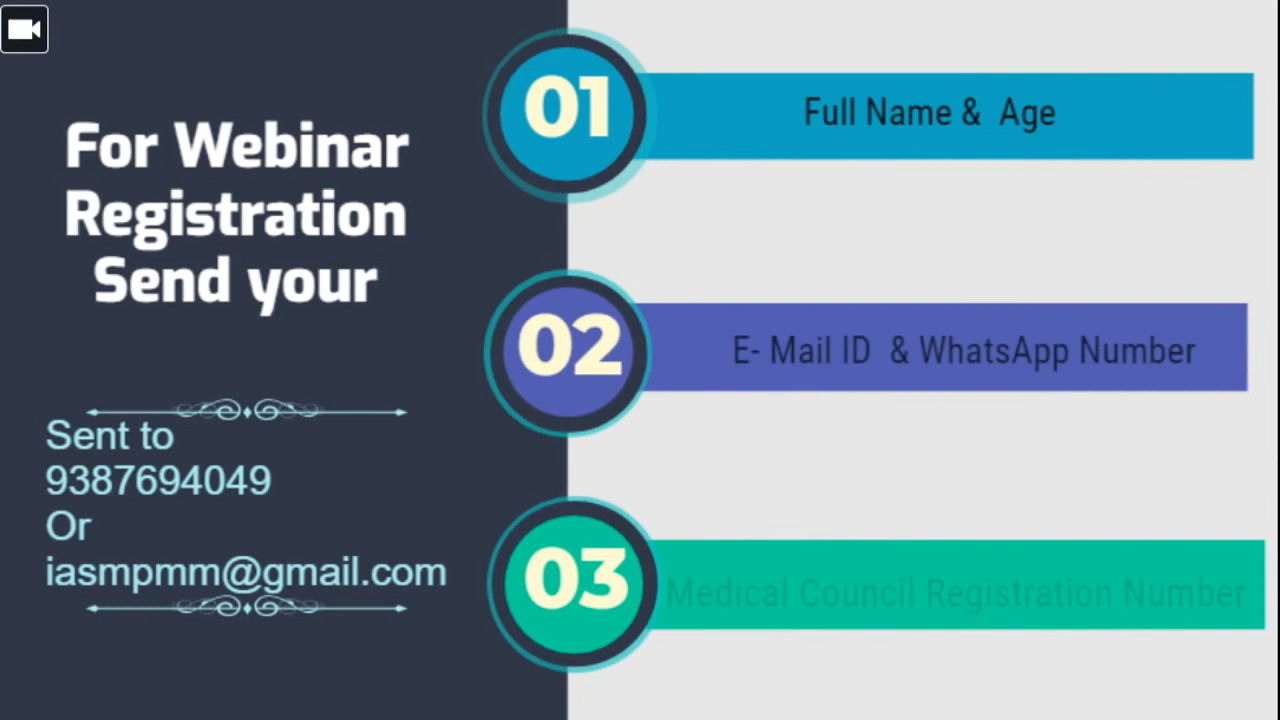 For Webinar
Registration
Send your
Sent to
9387694049
Or
iasmpmm@gmail.com
01
Full Name & Age
02
E- Mail ID & WhatsApp Number
03
Medical Council Registration Number